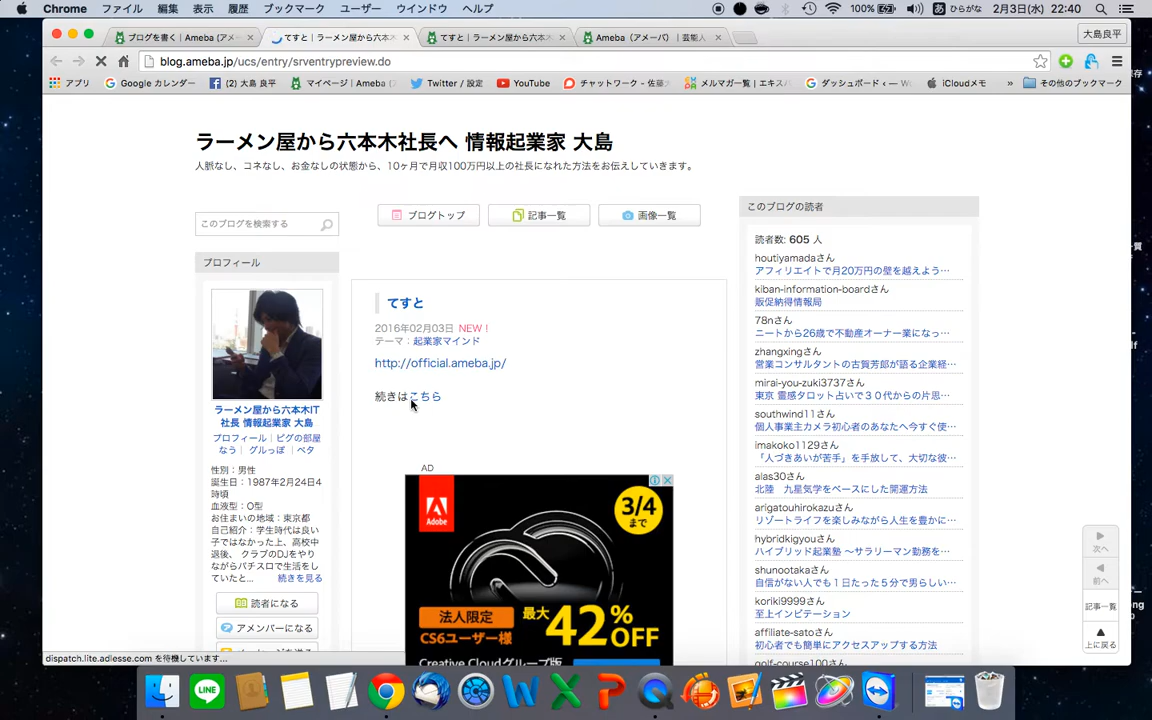 Chrome ファイル 編集 表示 履歴 ブックマーク ユーザー ウインドウ ヘルプ 100% ひらがな 2月3日(水) 22:40
ブログを書く | Ameba (アメー
てすと | ラーメン屋から六本木
てすと | ラーメン屋から六本木
Ameba (アメーバ) | 芸能人
大島良平
blog.ameba.jp/ucs/entry/srventrypreview.do
アプリ Google カレンダー (2) 大島 良平 マイページ | Ameba ( Twitter / 設定 YouTube チャットワーク - 佐藤 メルマガ一覧 | エキス ダッシュボード ‹ — W iCloudメモ » その他のブックマーク
ラーメン屋から六本木社長へ 情報起業家 大島
人脈なし、コネなし、お金なしの状態から、10ヶ月で月収100万円以上の社長になれた方法をお伝えしていきます。
このブログを検索する
ブログトップ
記事一覧
画像一覧
プロフィール
ラーメン屋から六本木IT
社長 情報起業家 大島
プロフィール | ピグの部屋
なう | グルっぽ | ペタ
性別:男性
誕生日:1987年2月24日4
時頃
血液型:O型
お住まいの地域:東京都
自己紹介:学生時代は良い
子ではなかった上、高校中
退後、 クラブのDJをやり
ながらパチスロで生活をし
ていたと... 続きを見る
読者になる
アメンバーになる
てすと
2016年02月03日 NEW !
テーマ:起業家マインド
http://official.ameba.jp/
続きはこちら
AD
Adobe
3/4
まで
法人限定
CS6ユーザー様
最大
42%
OFF
Creative Cloudグループ版
このブログの読者
読者数: 605 人
houtiyamadaさん
アフィリエイトで月20万円の壁を越えよう…
kiban-information-boardさん
販促納得情報局
78nさん
ニートから26歳で不動産オーナー業になっ…
zhangxingさん
営業コンサルタントの古賀芳郎が語る企業経…
mirai-you-zuki3737さん
東京 霊感タロット占いで３０代からの片思…
southwind11さん
個人事業主カメラ初心者のあなたへ今すぐ使…
imakoko1129さん
「人づきあいが苦手」を手放して、大切な彼…
alas30さん
北陸 九星気学をベースにした開運方法
arigatouhirokazuさん
リゾートライフを楽しみながら人生を豊かに…
hybridkigyouさん
ハイブリッド起業塾 〜サラリーマン勤務を…
shunootakaさん
自信がない人でも１日たった５分で男らしい…
koriki9999さん
至上インビテーション
affiliate-satoさん
初心者でも簡単にアクセスアップする方法
golf-course100さん
次へ
前へ
記事一覧
上に戻る
dispatch.lite.adlesse.com を待機しています...
LINE